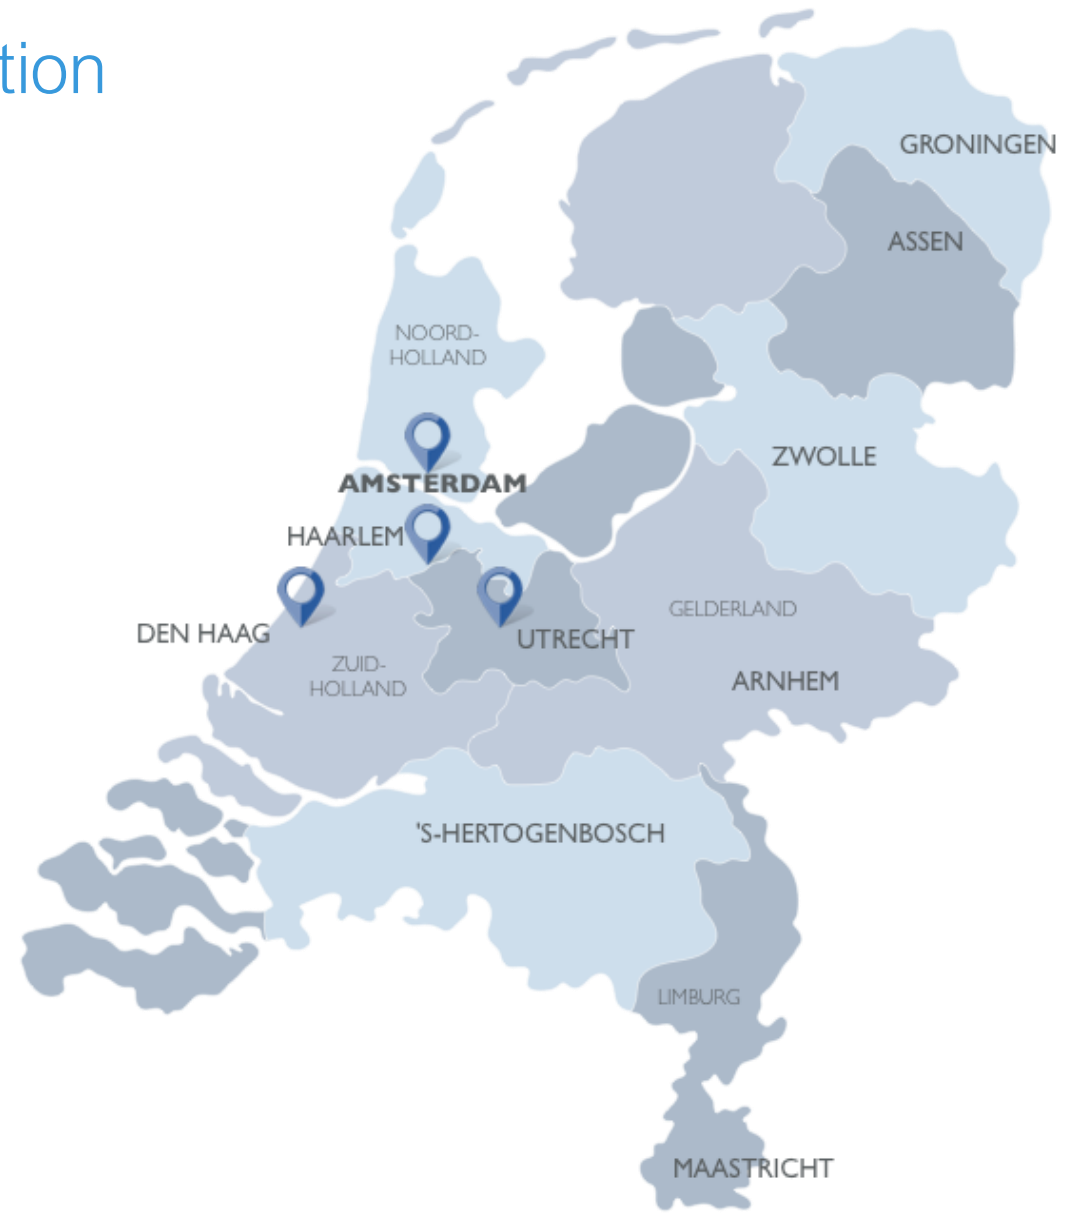 tion
GRONINGEN
ASSEN
NOORD-
HOLLAND
ZWOLLE
AMSTERDAM
HAARLEM
GELDERLAND
DEN HAAG
UTRECHT
ZUID-
HOLLAND
ARNHEM
'S-HERTOGENBOSCH
LIMBURG
MAASTRICHT